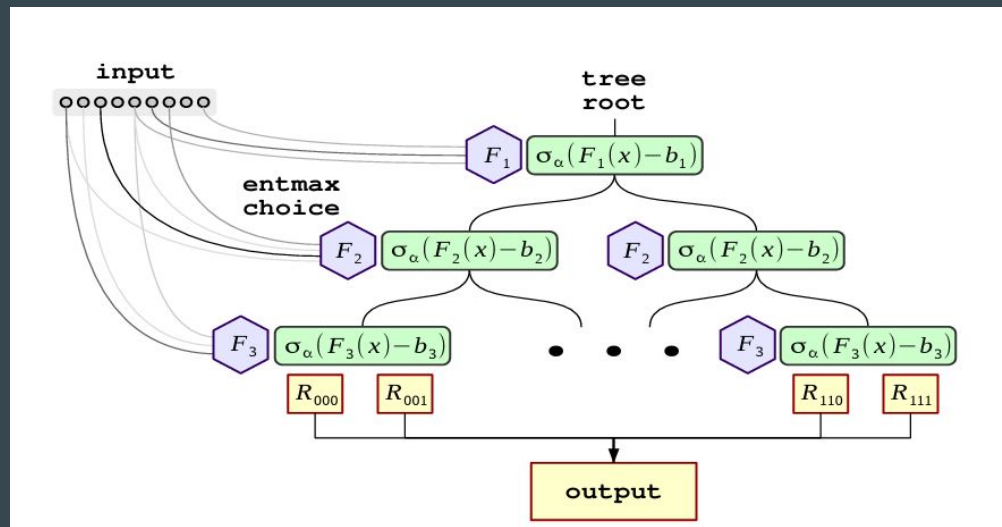 input
tree
root
F₁
σα(F₁(x)−b₁)
entmax
choice
F₂
σα(F₂(x)−b₂)
F₂
σα(F₂(x)−b₂)
F₃
σα(F₃(x)−b₃)
F₃
σα(F₃(x)−b₃)
R₀₀₀
R₀₀₁
R₁₁₀
R₁₁₁
output